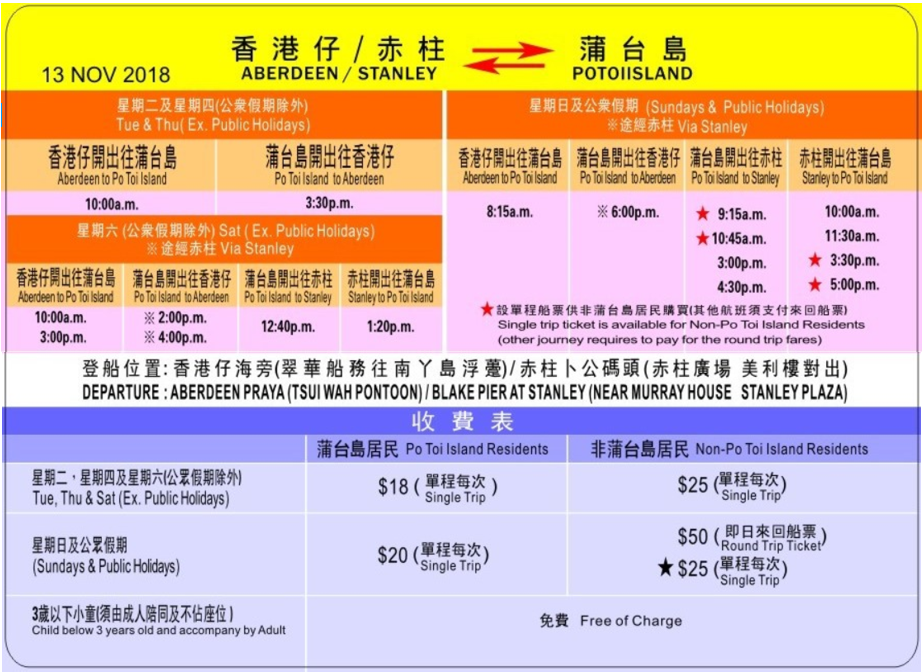 香港仔/赤柱 蒲台島
13 NOV 2018 ABERDEEN/STANLEY POTOIISLAND
星期二及星期四(公衆假期除外)
Tue & Thu( Ex. Public Holidays)
香港仔開出往蒲台島 蒲台島開出往香港仔
Aberdeen to Po Toi Island Po Toi Island to Aberdeen
10:00a.m. 3:30p.m.
星期六 (公衆假期除外) Sat ( Ex. Public Holidays)
※途經赤柱 Via Stanley
香港仔開出往蒲台島 蒲台島開出往香港仔 蒲台島開出往赤柱 赤柱開出往蒲台島
Aberdeen to Po Toi Island Po Toi Island to Aberdeen Po Toi Island to Stanley Stanley to Po Toi Island
10:00a.m. ※ 2:00p.m. 12:40p.m. 1:20p.m.
3:00p.m. ※ 4:00p.m.
星期日及公衆假期 (Sundays & Public Holidays)
※途經赤柱 Via Stanley
香港仔開出往蒲台島 蒲台島開出往香港仔 蒲台島開出往赤柱 赤柱開出往蒲台島
Aberdeen to Po Toi Island Po Toi Island to Aberdeen Po Toi Island to Stanley Stanley to Po Toi Island
8:15a.m. ※ 6:00p.m. ★ 9:15a.m. 10:00a.m.
★ 10:45a.m. 11:30a.m.
3:00p.m. ★ 3:30p.m.
4:30p.m. ★ 5:00p.m.
★設單程船票供非蒲台島居民購買(其他航班須支付來回船票)
Single trip ticket is available for Non-Po Toi Island Residents
(other journey requires to pay for the round trip fares)
登船位置:香港仔海旁(翠華船務往南丫島浮躉)/赤柱卜公碼頭(赤柱廣場 美利樓對出)
DEPARTURE : ABERDEEN PRAYA (TSUI WAH PONTOON) / BLAKE PIER AT STANLEY (NEAR MURRAY HOUSE STANLEY PLAZA)
收費表
蒲台島居民 Po Toi Island Residents 非蒲台島居民 Non-Po Toi Island Residents
星期二，星期四及星期六(公眾假期除外)
Tue, Thu & Sat (Ex. Public Holidays)
$18 (單程每次 Single Trip) $25 (單程每次 Single Trip)
星期日及公眾假期
(Sundays & Public Holidays)
$20 (單程每次 Single Trip) $50 (即日來回船票 Round Trip Ticket)
★ $25 (單程每次 Single Trip)
3歲以下小童(須由成人陪同及不佔座位)
Child below 3 years old and accompany by Adult
免費 Free of Charge